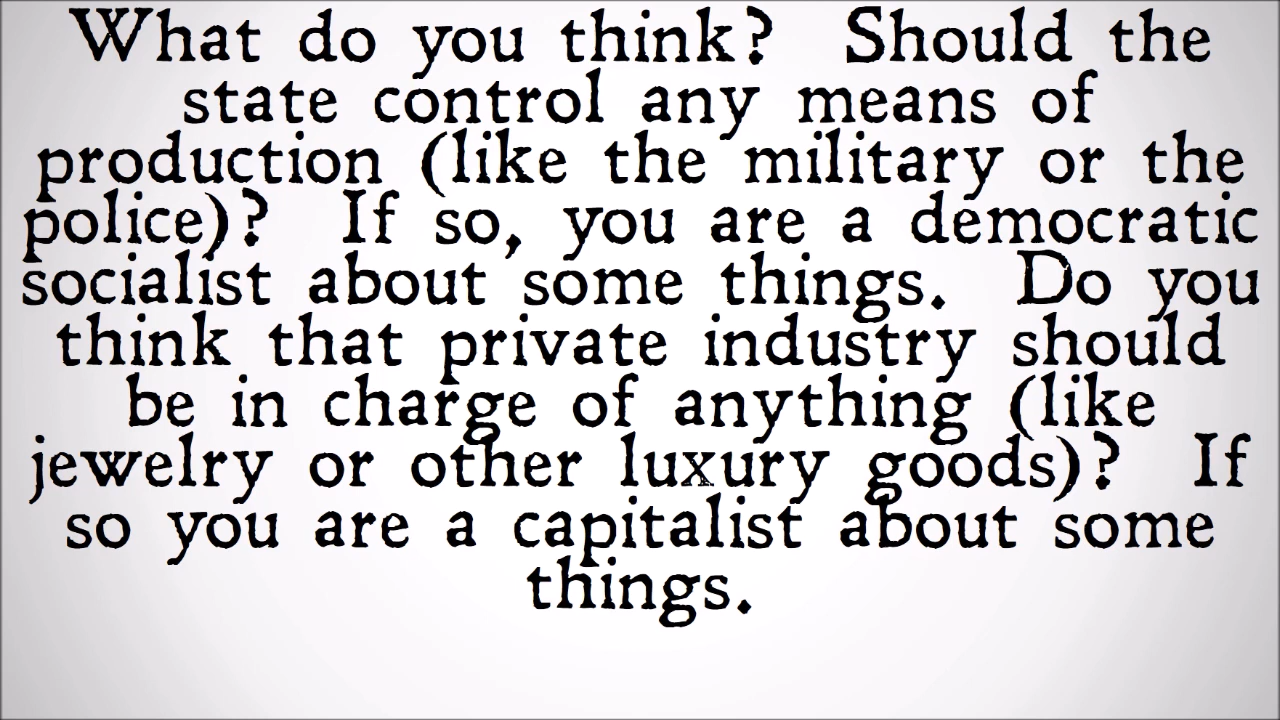 What do you think? Should the
state control any means of
production (like the military or the
police)? If so, you are a democratic
socialist about some things. Do you
think that private industry should
be in charge of anything (like
jewelry or other luxury goods)? If
so you are a capitalist about some
things.